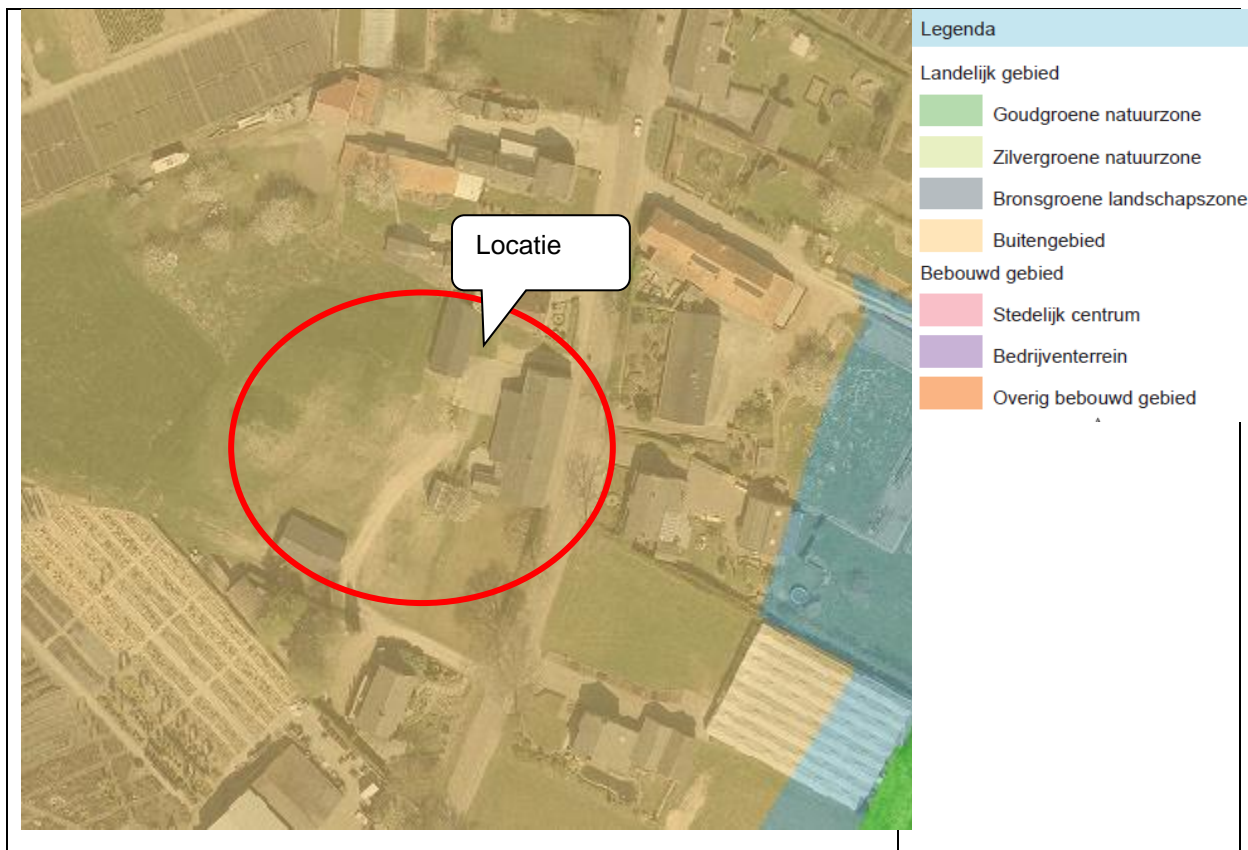 Locatie
Legenda
Landelijk gebied
Goudgroene natuurzone
Zilvergroene natuurzone
Bronsgroene landschapszone
Buitengebied
Bebouwd gebied
Stedelijk centrum
Bedrijventerrein
Overig bebouwd gebied